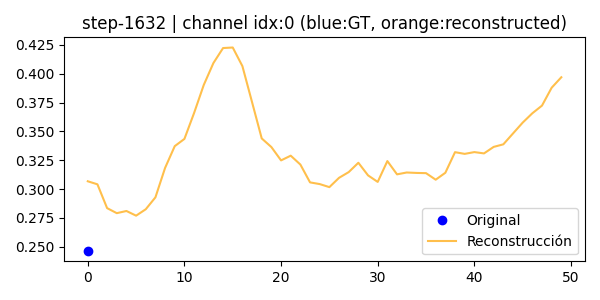 step-1632 | channel idx:0 (blue:GT, orange:reconstructed)
0.425
0.400
0.375
0.350
0.325
0.300
0.275
0.250
Original
Reconstrucción
0 10 20 30 40 50